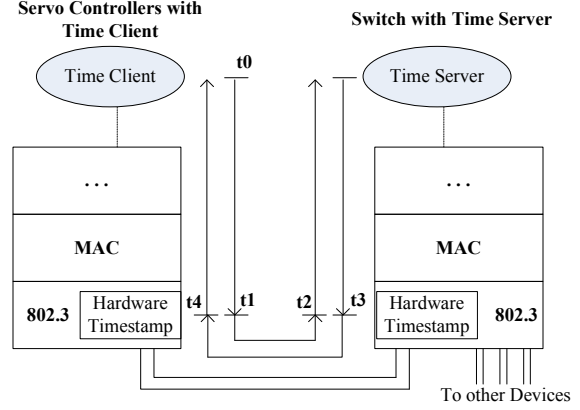 Servo Controllers with
Time Client
Switch with Time Server
Time Client
t0
Time Server
. . .
. . .
MAC
MAC
802.3
Hardware
Timestamp
t4
t1
t2
t3
Hardware
Timestamp
802.3
To other Devices